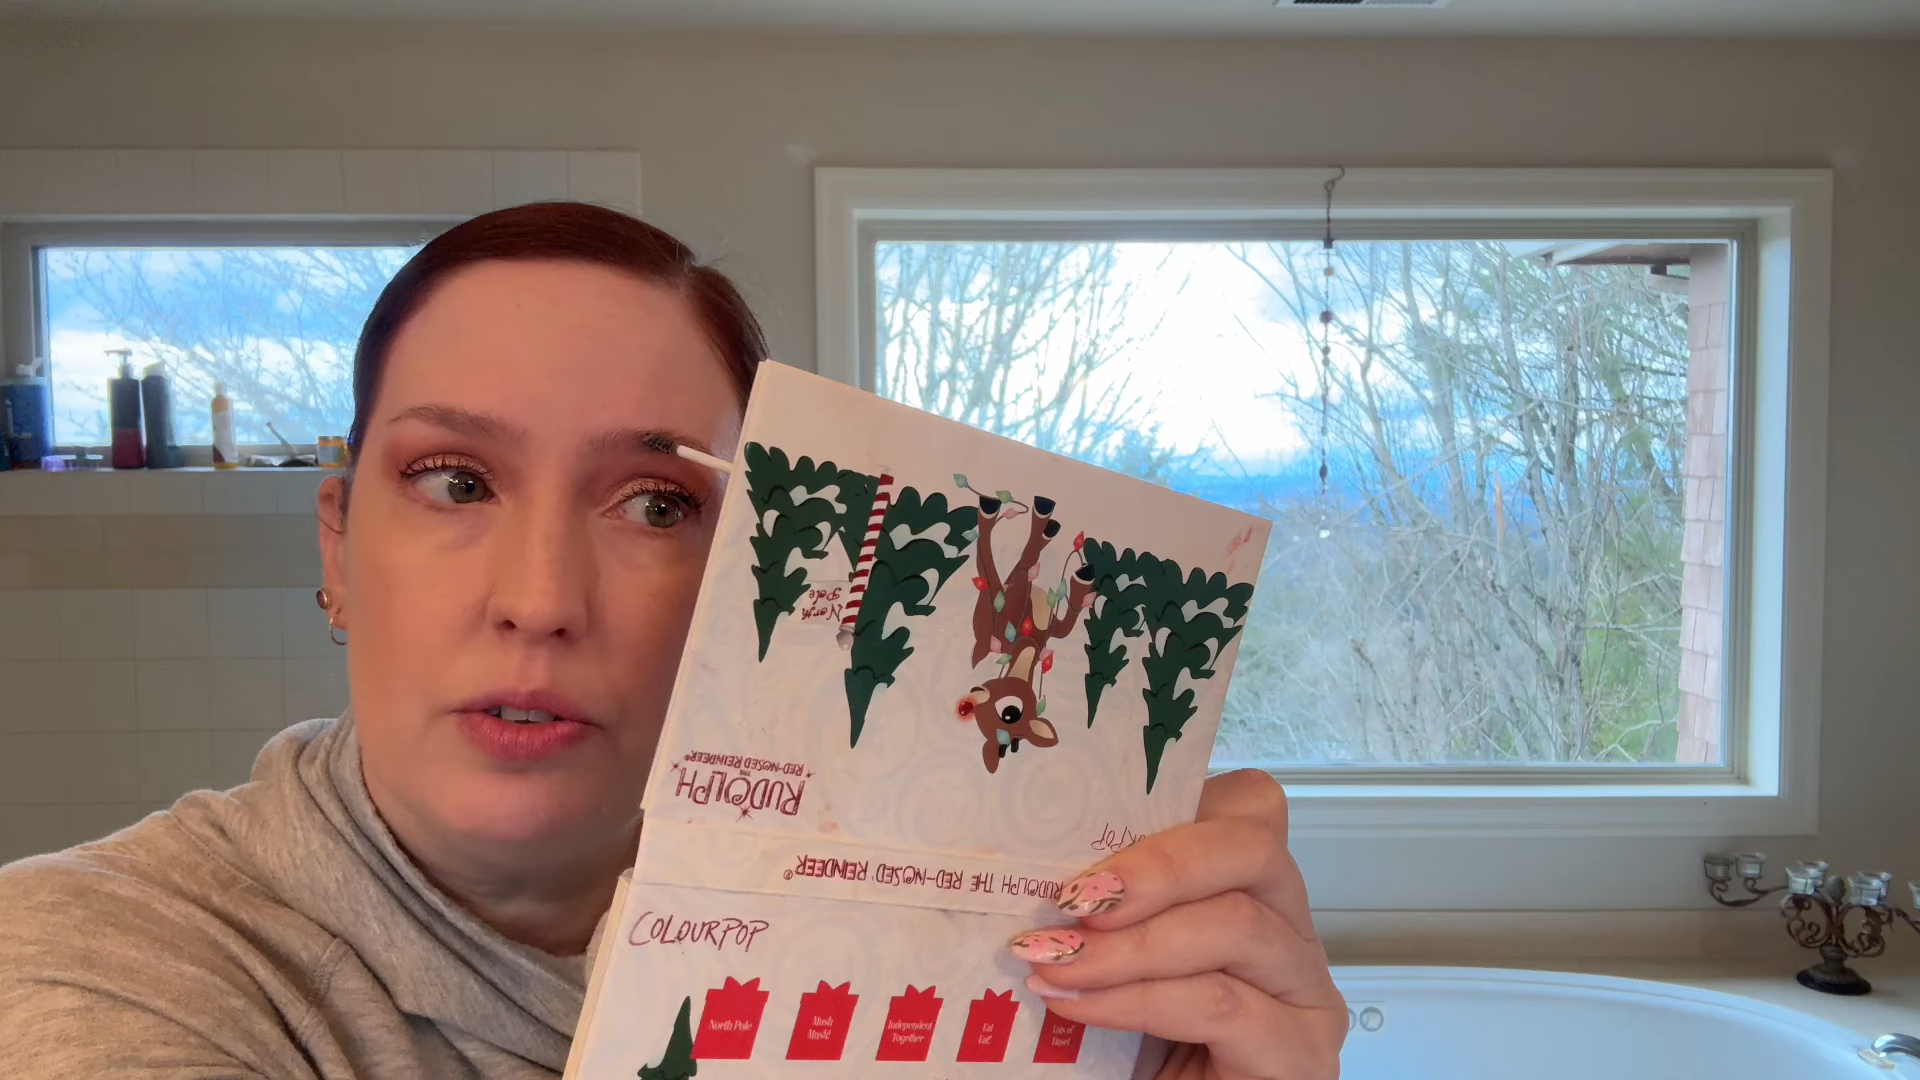 North
Pole
RUDOLPH
THE
RED-NOSED REINDEER®
RUDOLPH THE RED-NOSED REINDEER®
COLOURPOP
North Pole
Mush
Mush!
Independent
Together
Eat
Eat!
Lots of
Tinsel